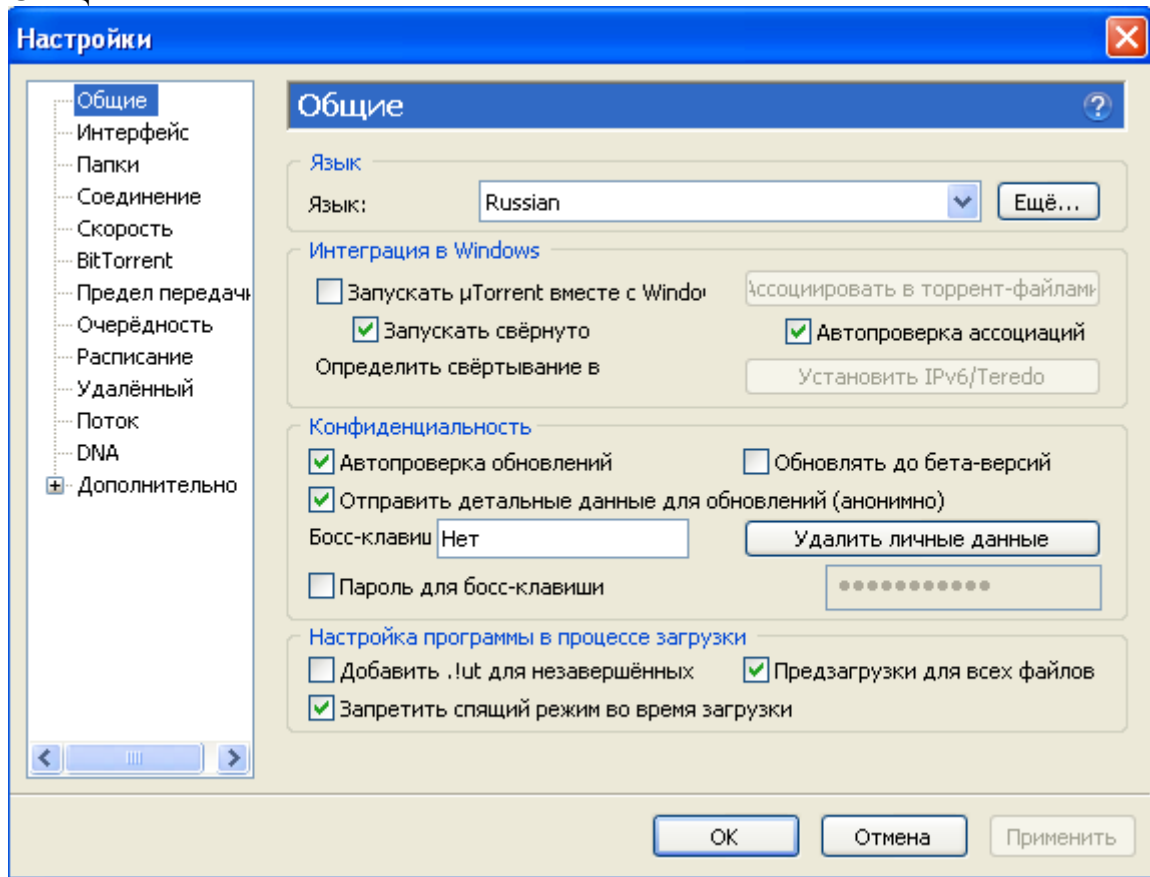 Настройки
Общие
Интерфейс
Папки
Соединение
Скорость
BitTorrent
Предел передачи
Очерёдность
Расписание
Удалённый
Поток
DNA
Дополнительно
Общие
Язык
Язык: Russian Ещё...
Интеграция в Windows
Запускать µTorrent вместе с Windo Ассоциировать в торрент-файлами
Запускать свёрнуто Автопроверка ассоциаций
Определить свёртывание в Установить IPv6/Teredo
Конфиденциальность
Автопроверка обновлений Обновлять до бета-версий
Отправить детальные данные для обновлений (анонимно)
Босс-клавиш Нет Удалить личные данные
Пароль для босс-клавиши
Настройка программы в процессе загрузки
Добавить .!ut для незавершённых Предзагрузки для всех файлов
Запретить спящий режим во время загрузки
OK Отмена Применить